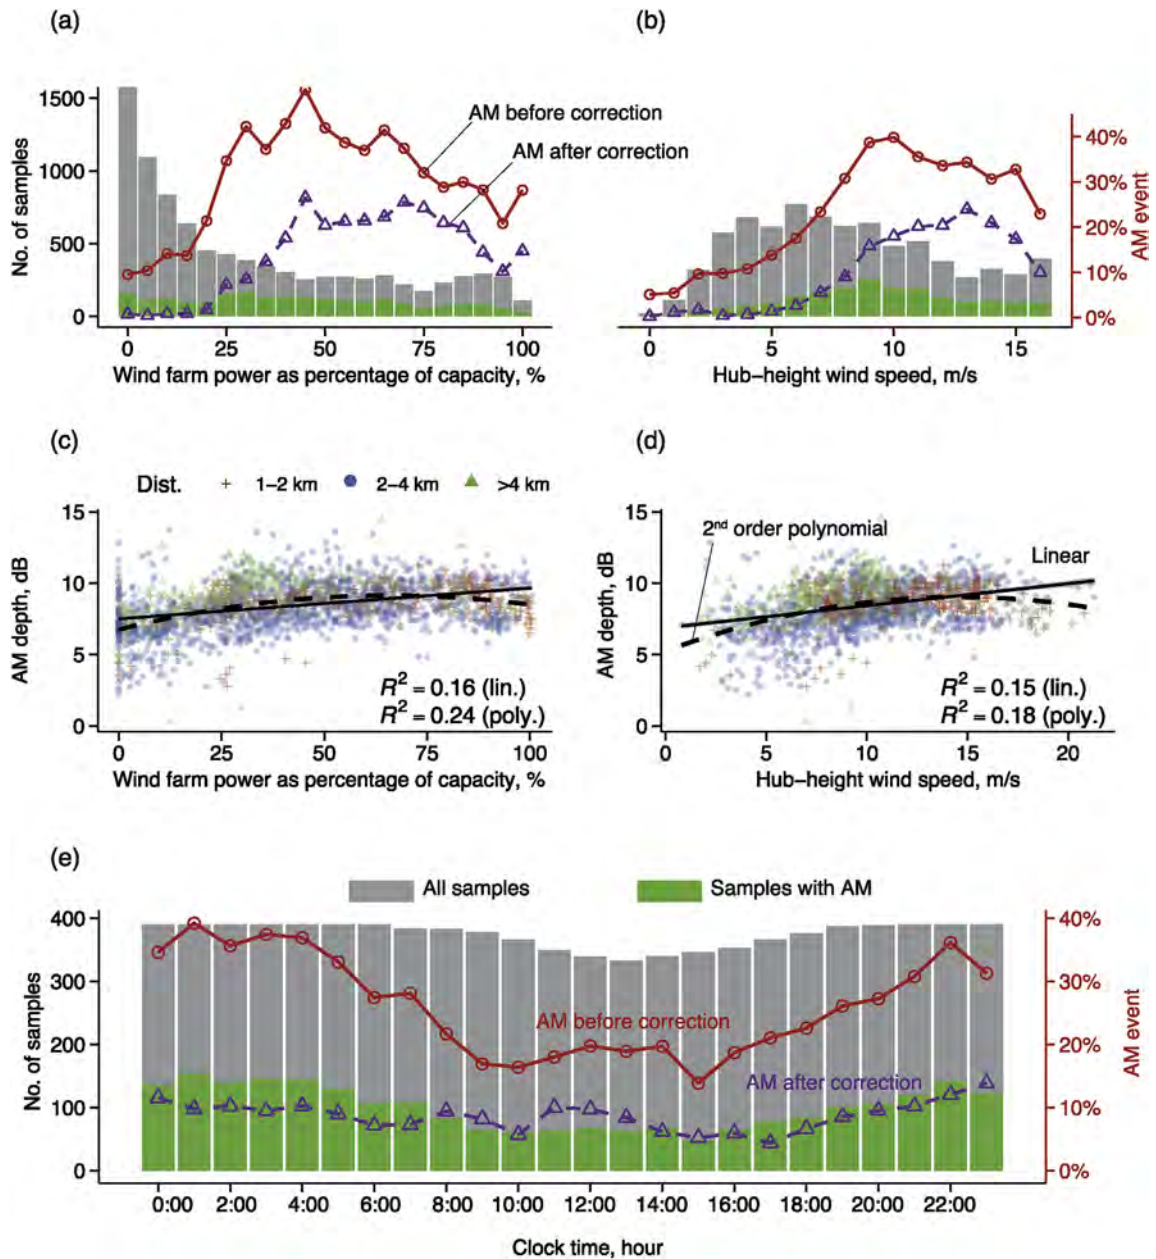 (a)
(b)
No. of samples
1500
1000
500
0
AM before correction
AM after correction
0 25 50 75 100
Wind farm power as percentage of capacity, %
0 5 10 15
Hub–height wind speed, m/s
40%
30%
20%
10%
0%
AM event
(c)
(d)
Dist. 1–2 km 2–4 km >4 km
AM depth, dB
15
10
5
0
R² = 0.16 (lin.)
R² = 0.24 (poly.)
0 25 50 75 100
Wind farm power as percentage of capacity, %
AM depth, dB
15
10
5
0
2nd order polynomial
Linear
R² = 0.15 (lin.)
R² = 0.18 (poly.)
0 5 10 15 20
Hub–height wind speed, m/s
(e)
All samples
Samples with AM
No. of samples
400
300
200
100
0
AM before correction
AM after correction
40%
30%
20%
10%
0%
AM event
0:00 2:00 4:00 6:00 8:00 10:00 12:00 14:00 16:00 18:00 20:00 22:00
Clock time, hour